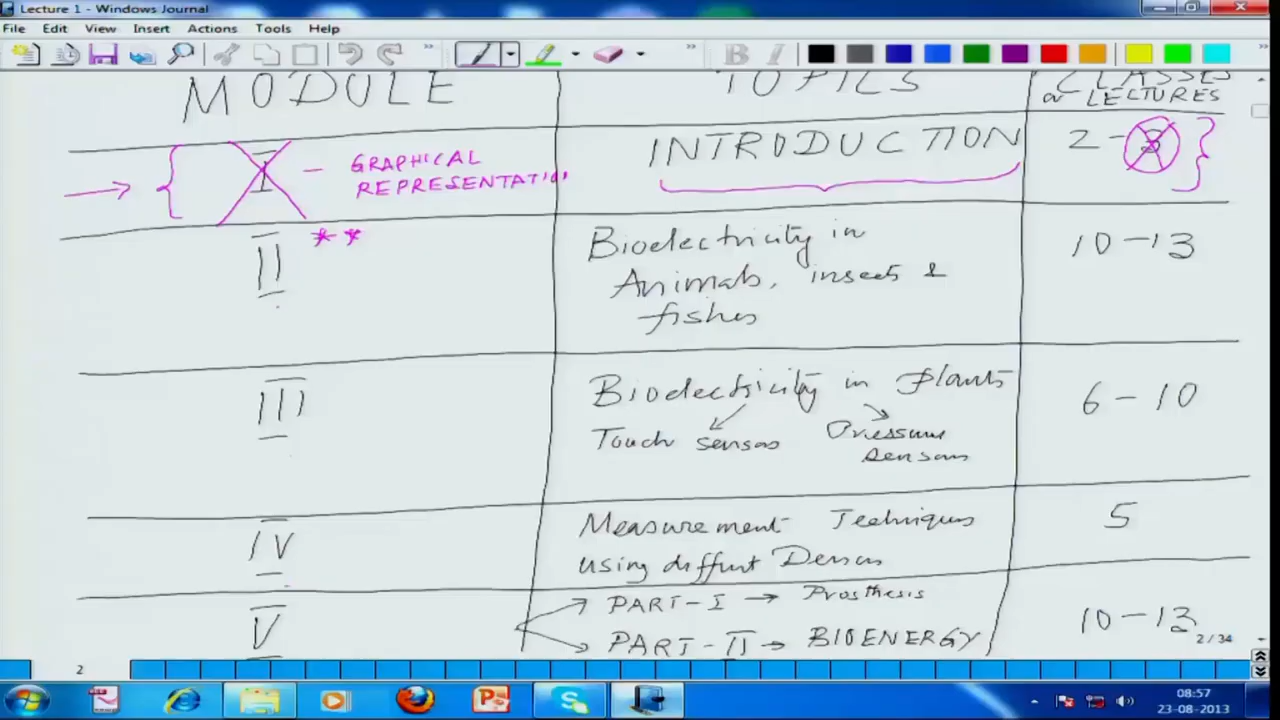 Lecture 1 - Windows Journal
File Edit View Insert Actions Tools Help
MODULE TOPICS CLASSES
or LECTURES
I - GRAPHICAL
REPRESENTATION
INTRODUCTION 2 - 3
II ** Bioelectricity in
Animals, insects &
fishes
10 - 13
III Bioelectricity in Plants 6 - 10
Touch sensors Pressure
sensors
IV Measurement Techniques 5
using diffunt
V PART-I → Prosthesis
PART-II → BIOENERGY
10 - 13
2 / 34
2
08:57
23-08-2013